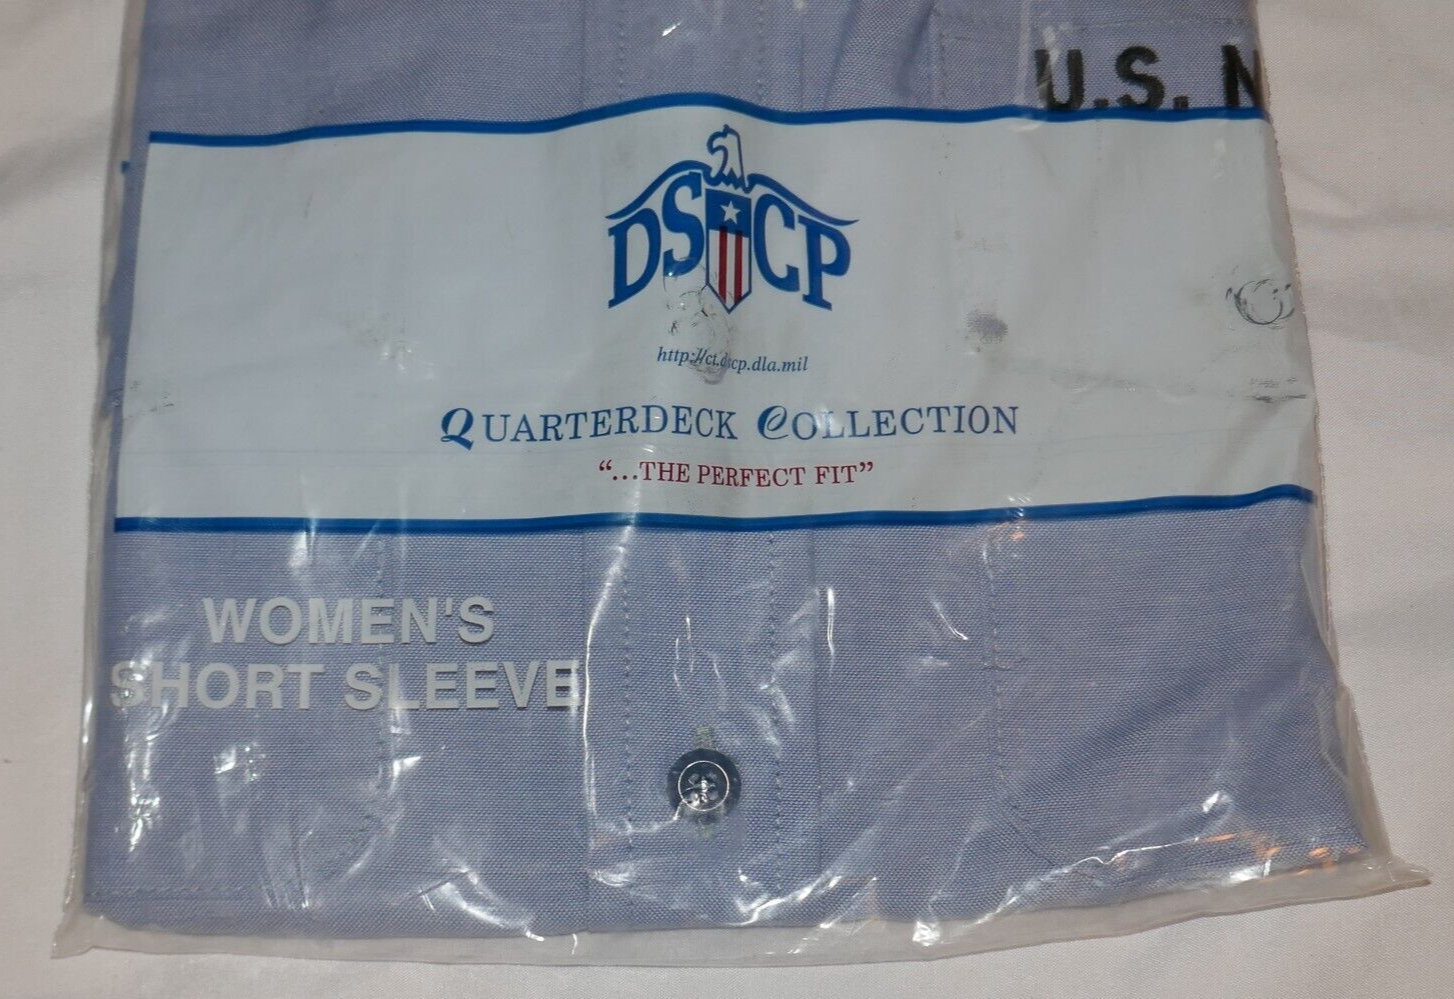 U.S. N
DSCP
http://ct.dscp.dla.mil
QUARTERDECK COLLECTION
“...THE PERFECT FIT”
WOMEN'S
SHORT SLEEVE